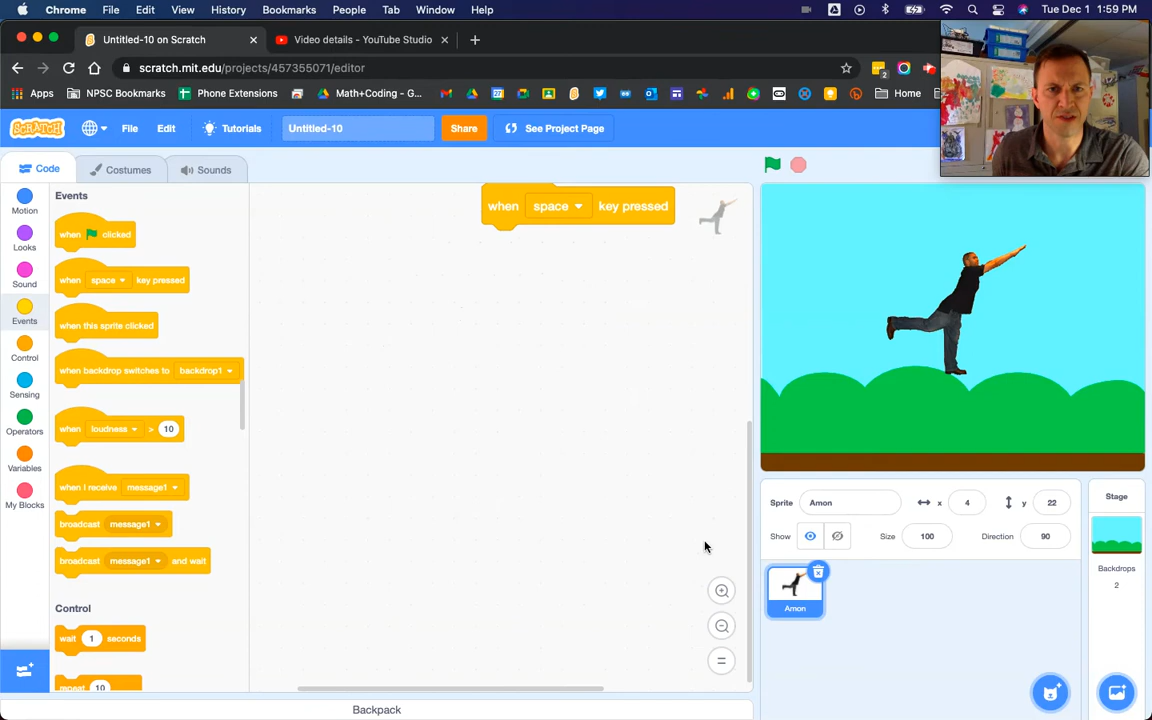 Chrome File Edit View History Bookmarks People Tab Window Help Tue Dec 1 1:59 PM
Untitled-10 on Scratch Video details - YouTube Studio
scratch.mit.edu/projects/457355071/editor
Apps NPSC Bookmarks Phone Extensions Math+Coding - G... Home
SCRATCH File Edit Tutorials Untitled-10 Share See Project Page
Code Costumes Sounds
Motion
Looks
Sound
Events
Control
Sensing
Operators
Variables
My Blocks
Events
when clicked
when space key pressed
when this sprite clicked
when backdrop switches to backdrop1
when loudness > 10
when I receive message1
broadcast message1
broadcast message1 and wait
Control
wait 1 seconds
repeat 10
when space key pressed
Backpack
Sprite Amon x 4 y 22
Show Size 100 Direction 90
Amon
Stage
Backdrops
2